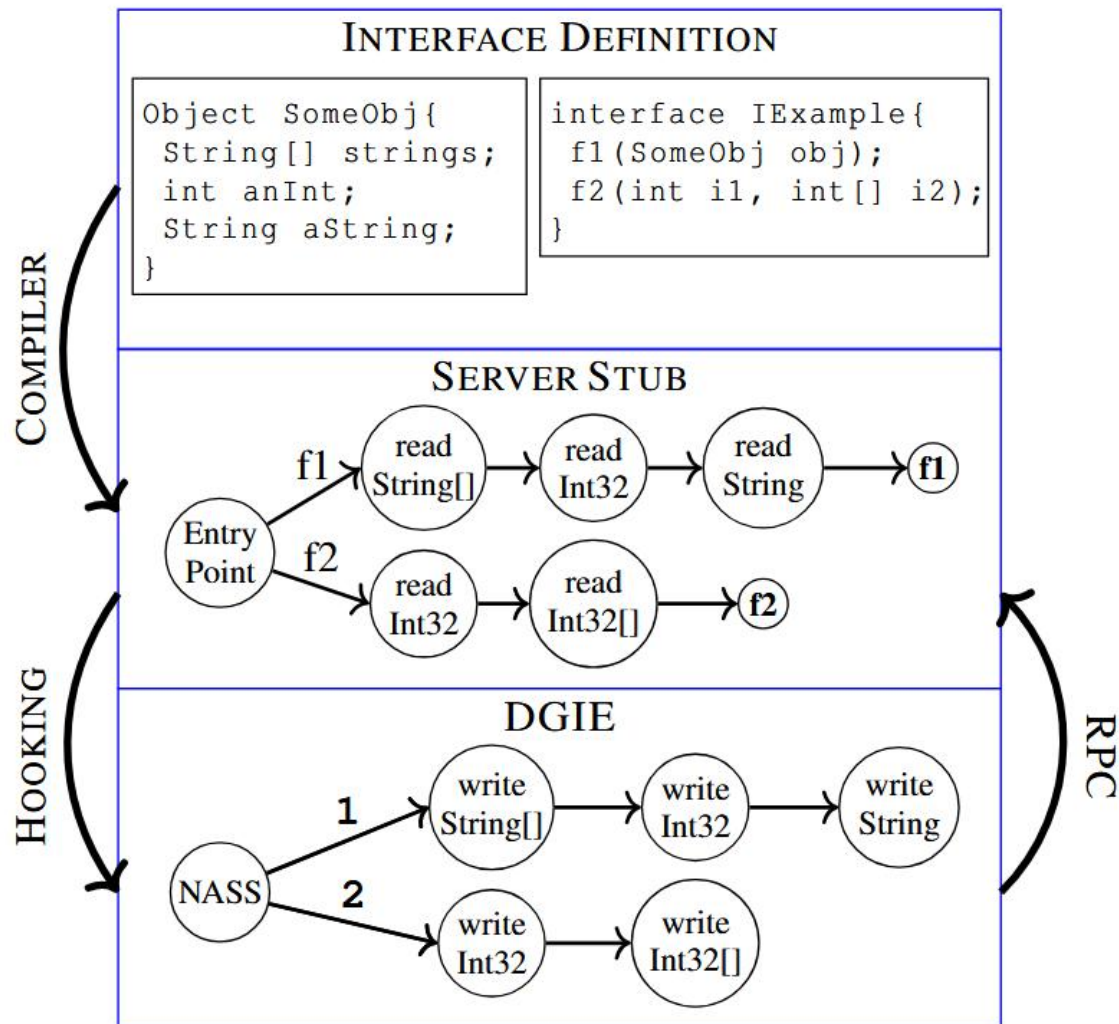 INTERFACE DEFINITION
Object SomeObj{
String[] strings;
int anInt;
String aString;
}
interface IExample{
f1(SomeObj obj);
f2(int i1, int[] i2);
}
COMPILER
SERVER STUB
Entry
Point
f1
read
String[]
read
Int32
read
String
f1
f2
read
Int32
read
Int32[]
f2
HOOKING
RPC
DGIE
NASS
1
write
String[]
write
Int32
write
String
2
write
Int32
write
Int32[]